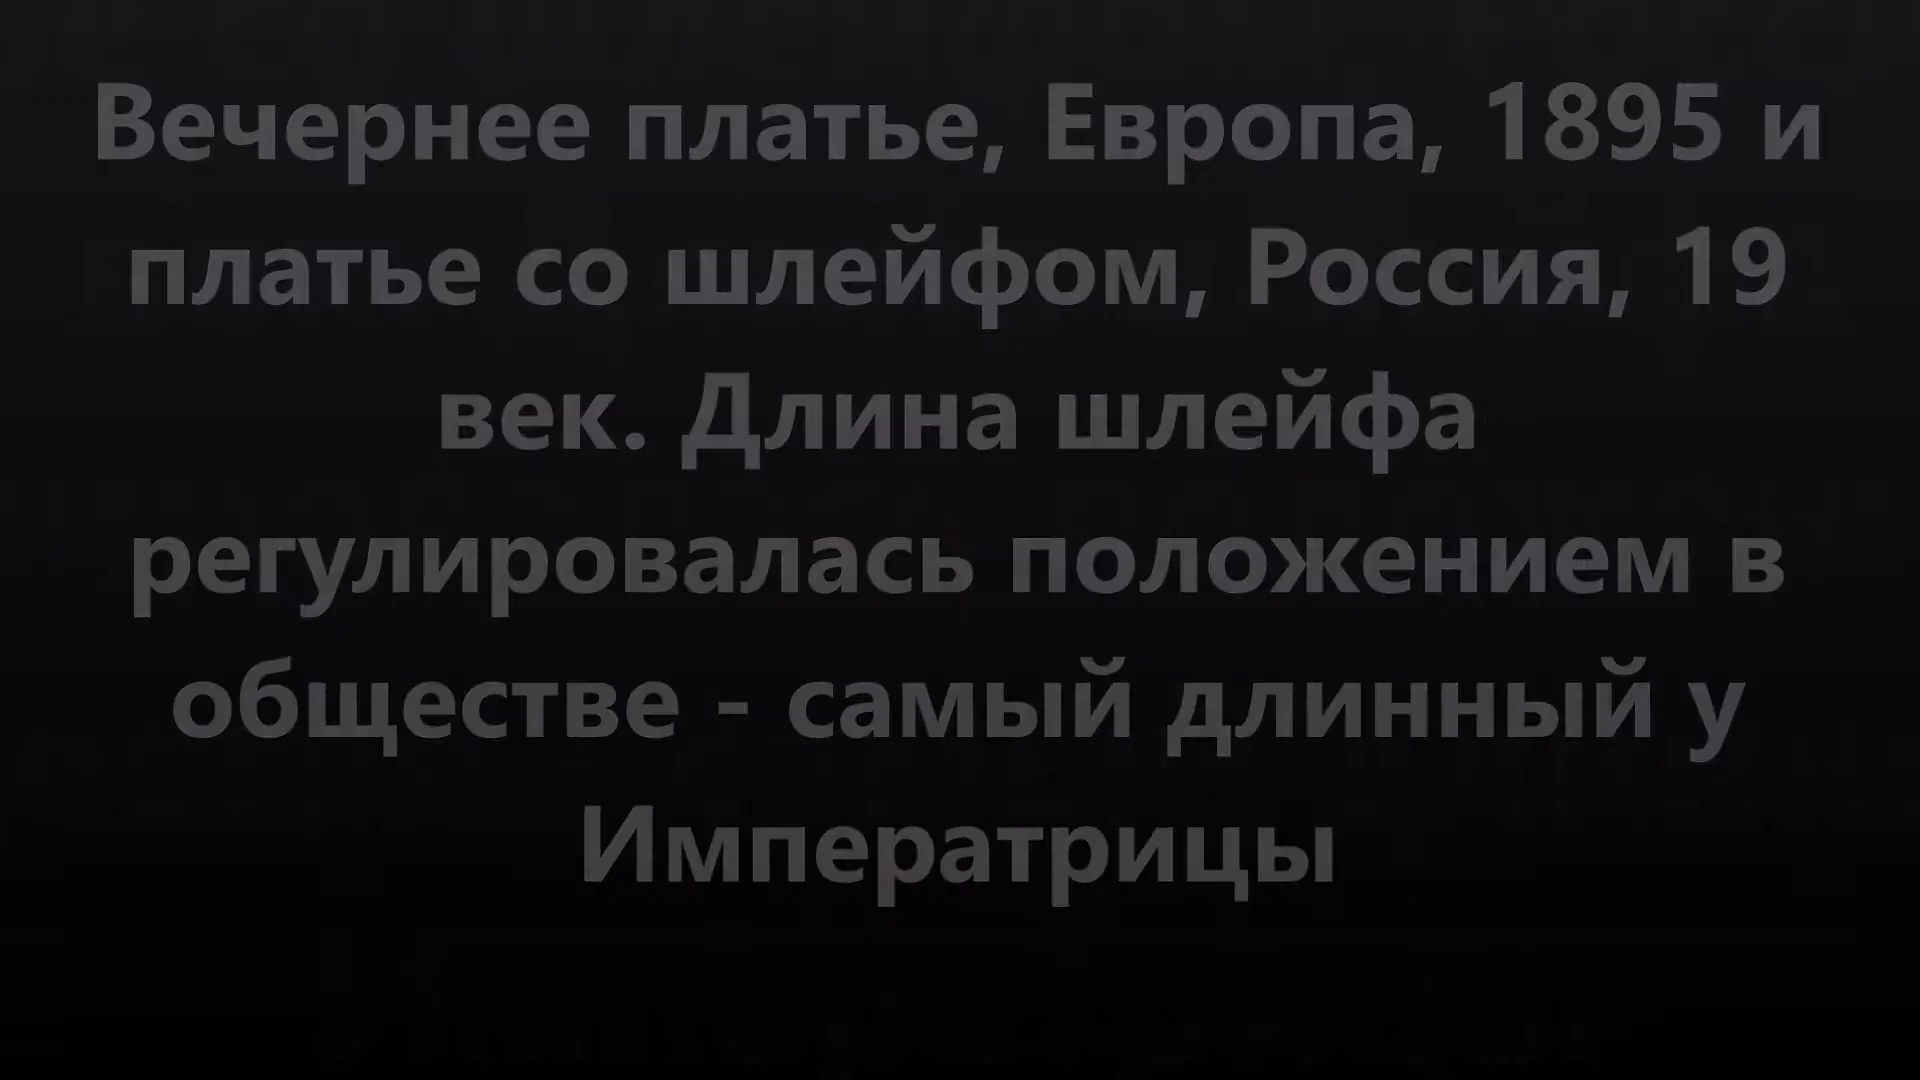 Вечернее платье, Европа, 1895 и
платье со шлейфом, Россия, 19
век. Длина шлейфа
регулировалась положением в
обществе - самый длинный у
Императрицы